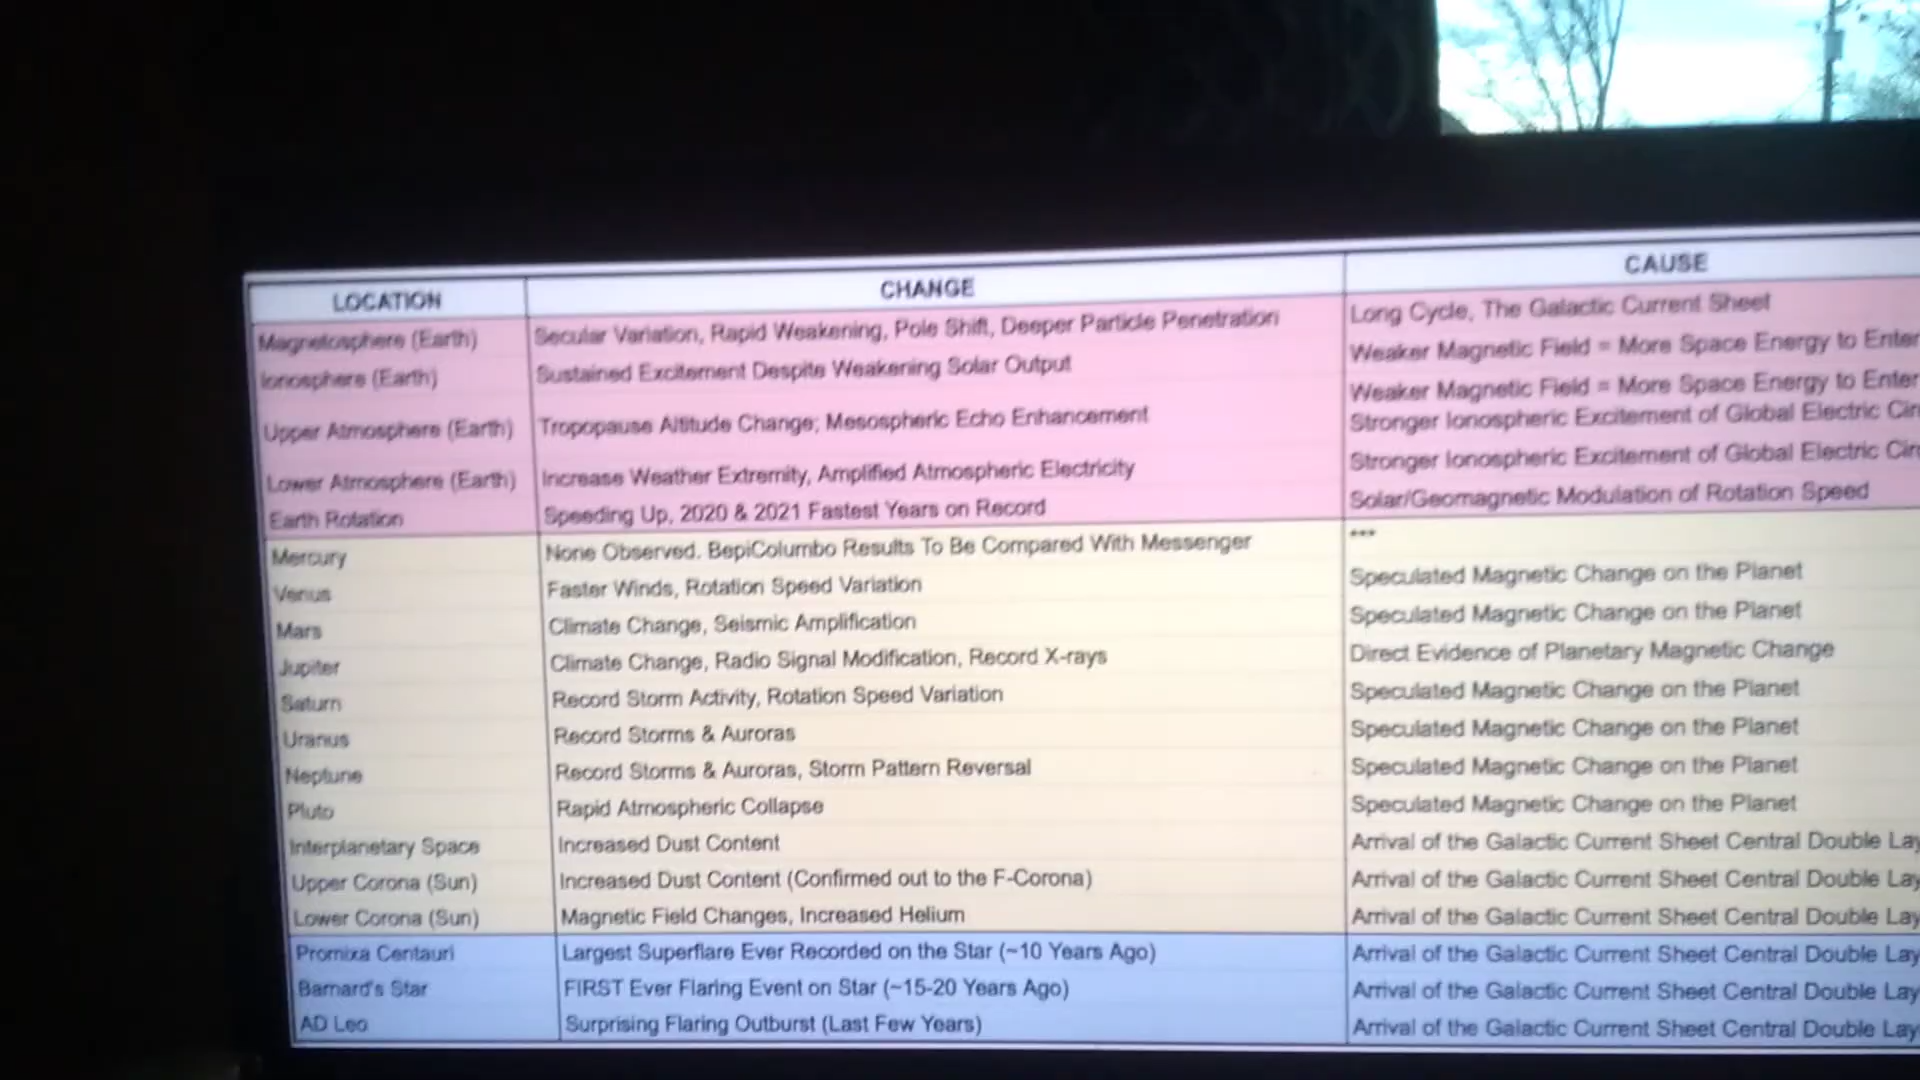 LOCATION CHANGE CAUSE
Magnetosphere (Earth) Secular Variation, Rapid Weakening, Pole Shift, Deeper Particle Penetration Long Cycle, The Galactic Current Sheet
Ionosphere (Earth) Sustained Excitement Despite Weakening Solar Output Weaker Magnetic Field = More Space Energy to Enter
Weaker Magnetic Field = More Space Energy to Enter
Upper Atmosphere (Earth) Tropopause Altitude Change; Mesospheric Echo Enhancement Stronger Ionospheric Excitement of Global Electric
Lower Atmosphere (Earth) Increase Weather Extremity, Amplified Atmospheric Electricity Stronger Ionospheric Excitement of Global Electric
Earth Rotation Speeding Up, 2020 & 2021 Fastest Years on Record Solar/Geomagnetic Modulation of Rotation Speed
Mercury None Observed. BepiColumbo Results To Be Compared With Messenger ***
Venus Faster Winds, Rotation Speed Variation Speculated Magnetic Change on the Planet
Mars Climate Change, Seismic Amplification Speculated Magnetic Change on the Planet
Jupiter Climate Change, Radio Signal Modification, Record X-rays Direct Evidence of Planetary Magnetic Change
Saturn Record Storm Activity, Rotation Speed Variation Speculated Magnetic Change on the Planet
Uranus Record Storms & Auroras Speculated Magnetic Change on the Planet
Neptune Record Storms & Auroras, Storm Pattern Reversal Speculated Magnetic Change on the Planet
Pluto Rapid Atmospheric Collapse Speculated Magnetic Change on the Planet
Interplanetary Space Increased Dust Content Arrival of the Galactic Current Sheet Central Double
Upper Corona (Sun) Increased Dust Content (Confirmed out to the F-Corona) Arrival of the Galactic Current Sheet Central Double
Lower Corona (Sun) Magnetic Field Changes, Increased Helium Arrival of the Galactic Current Sheet Central Double
Promixa Centauri Largest Superflare Ever Recorded on the Star (~10 Years Ago) Arrival of the Galactic Current Sheet Central Double
Barnard's Star FIRST Ever Flaring Event on Star (~15-20 Years Ago) Arrival of the Galactic Current Sheet Central Double
AD Leo Surprising Flaring Outburst (Last Few Years) Arrival of the Galactic Current Sheet Central Double